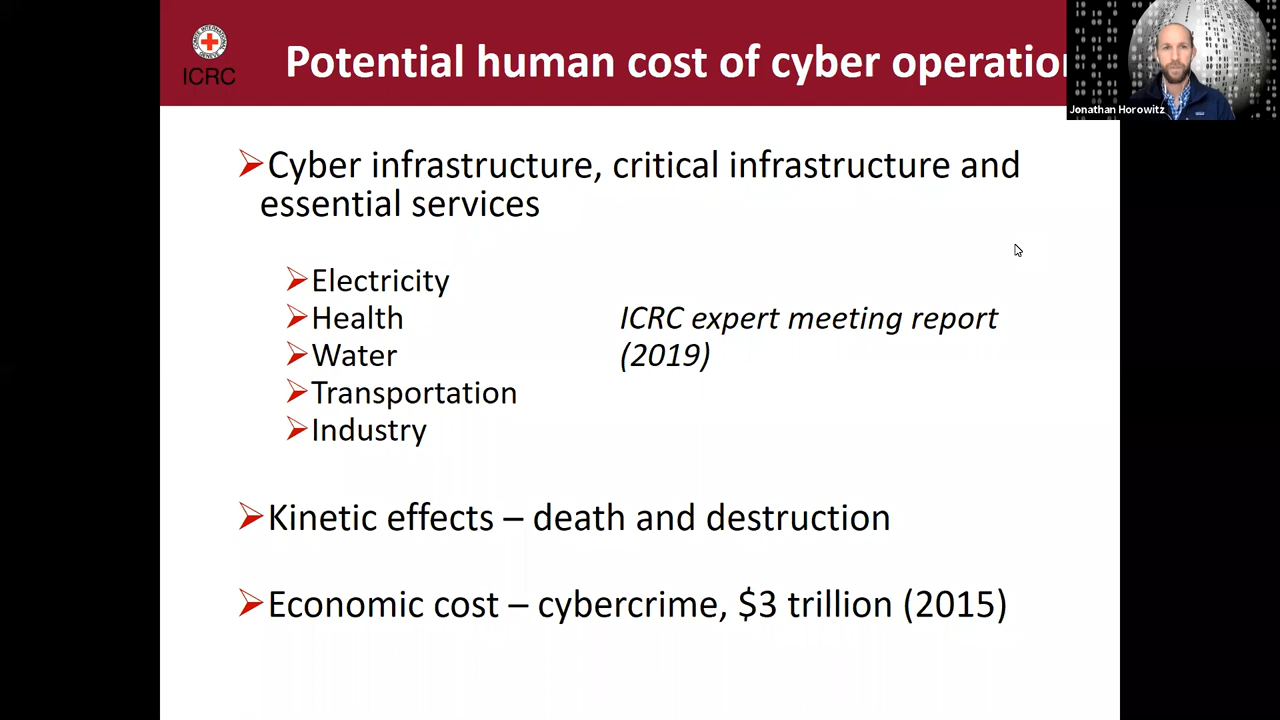 ICRC
Potential human cost of cyber operatio
Jonathan Horowitz
Cyber infrastructure, critical infrastructure and
essential services
Electricity
Health
Water
Transportation
Industry
ICRC expert meeting report
(2019)
Kinetic effects – death and destruction
Economic cost – cybercrime, $3 trillion (2015)